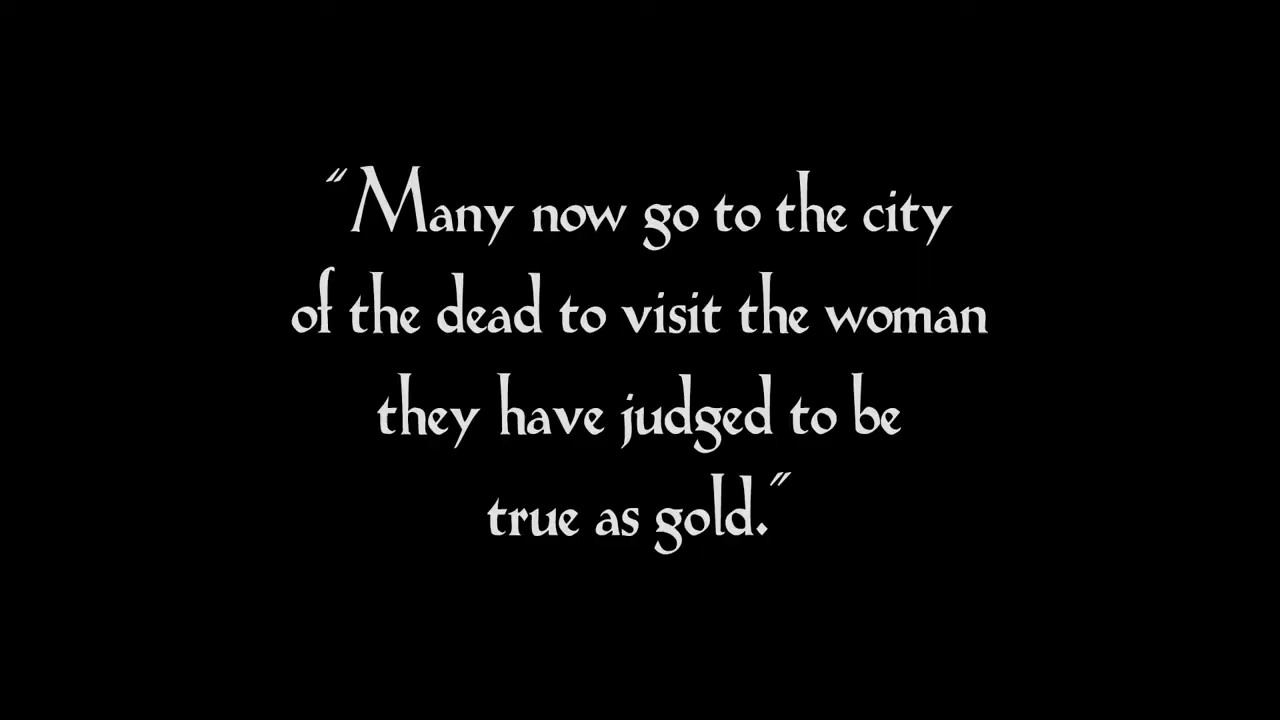 "Many now go to the city
of the dead to visit the woman
they have judged to be
true as gold."